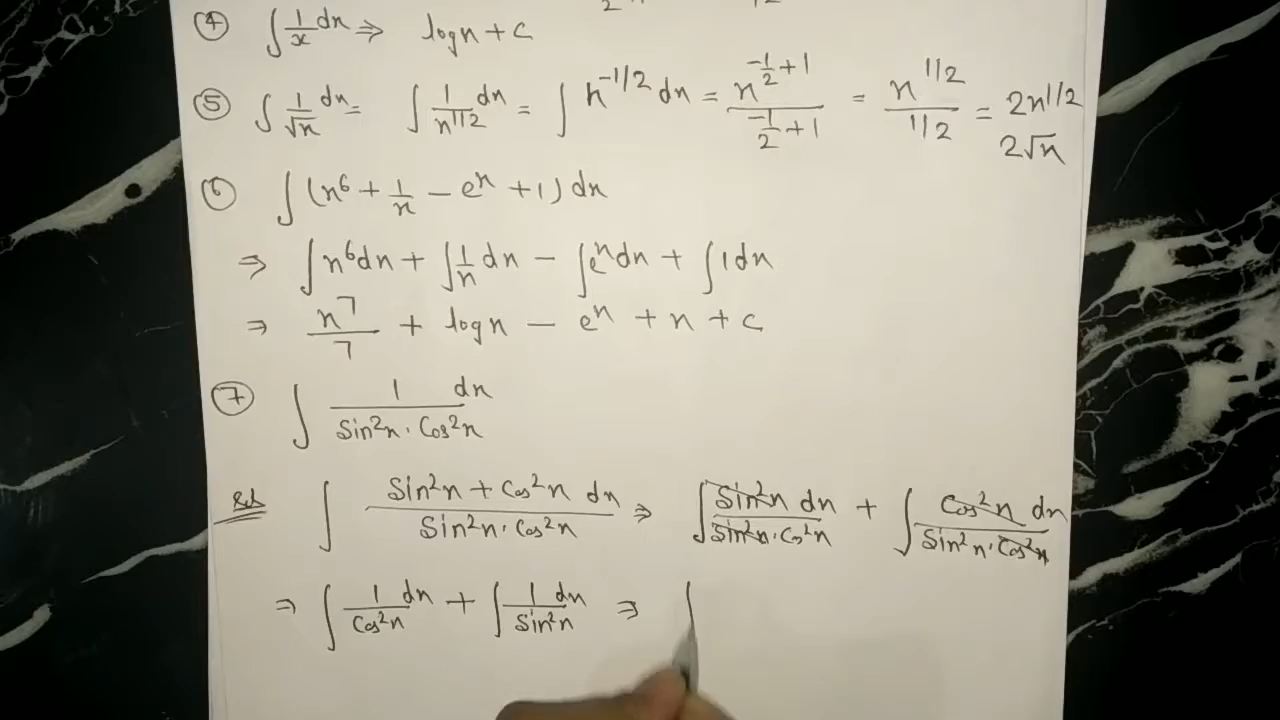 ④ ∫ 1/x dx ⇒ log x + c
⑤ ∫ 1/√x dx = ∫ 1/x^1/2 dx = ∫ x^-1/2 dx = x^(-1/2+1) / (-1/2+1) = x^1/2 / 1/2 = 2x^1/2
2√x
⑥ ∫ (x^6 + 1/x - e^x + 1) dx
⇒ ∫ x^6 dx + ∫ 1/x dx - ∫ e^x dx + ∫ 1 dx
⇒ x^7/7 + log x - e^x + x + c
⑦ ∫ 1 dx / Sin²x · Cos²x
Sol ∫ Sin²x + Cos²x dx / Sin²x · Cos²x ⇒ ∫ Sin²x dx / Sin²x · Cos²x + ∫ Cos²x dx / Sin²x · Cos²x
⇒ ∫ 1/Cos²x dx + ∫ 1/Sin²x dx ⇒ ∫